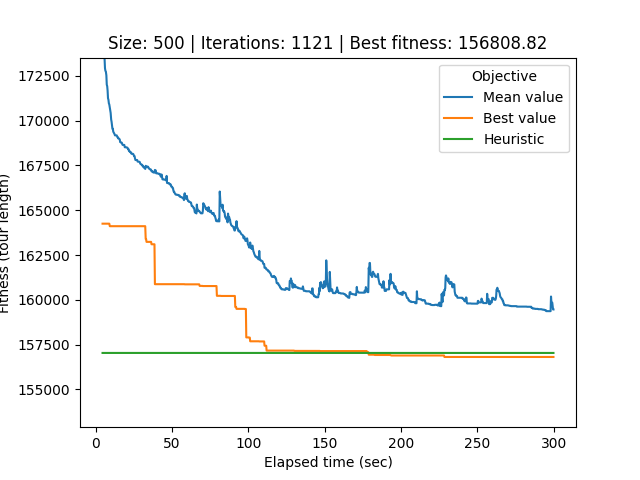 Size: 500 | Iterations: 1121 | Best fitness: 156808.82
Objective
Mean value
Best value
Heuristic
172500
170000
167500
165000
162500
160000
157500
155000
Fitness (tour length)
0 50 100 150 200 250 300
Elapsed time (sec)